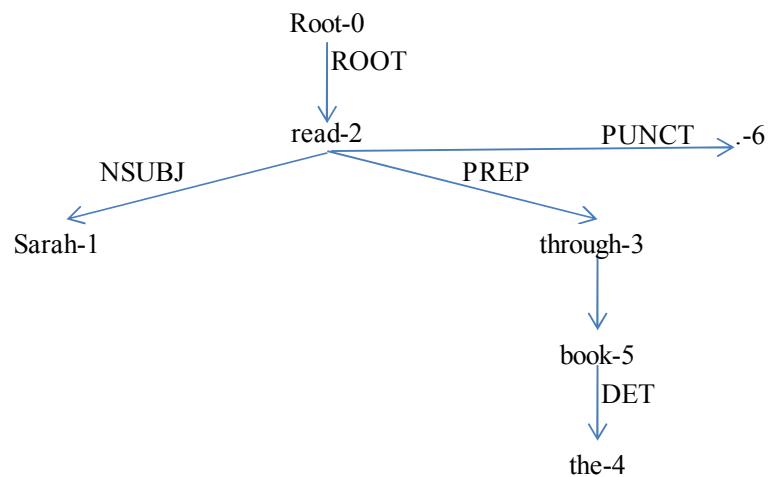 Root-0
ROOT
read-2
PUNCT
.-6
NSUBJ
PREP
Sarah-1
through-3
book-5
DET
the-4